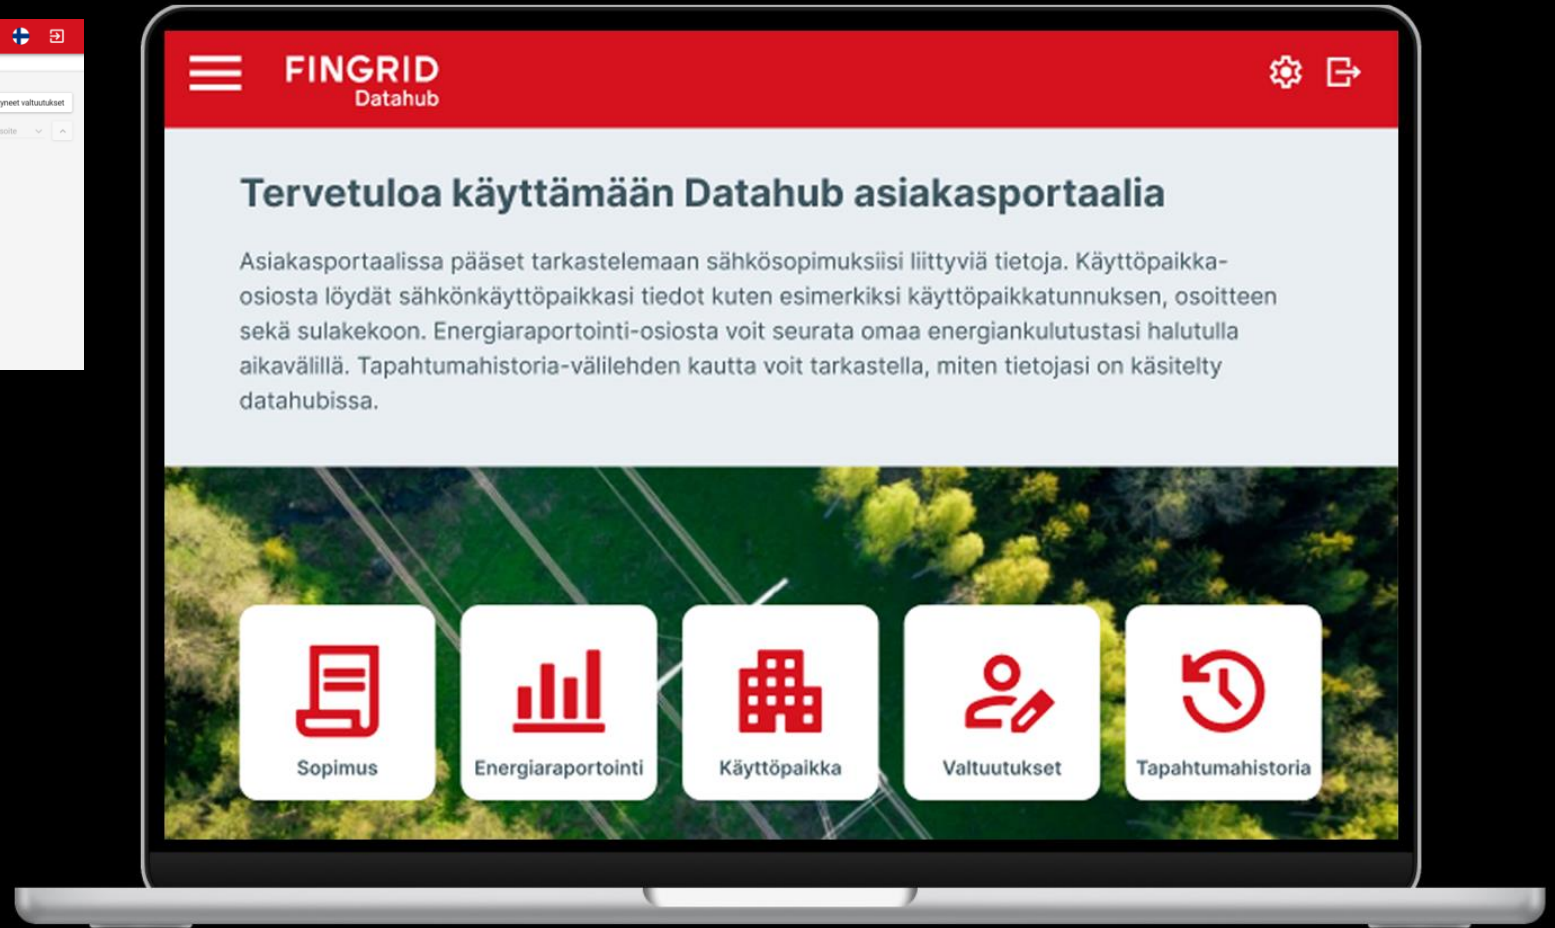 valtuutukset
FINGRID
Datahub
Tervetuloa käyttämään Datahub asiakasportaalia
Asiakasportaalissa pääset tarkastelemaan sähkösopimuksiisi liittyviä tietoja. Käyttöpaikka-
osiosta löydät sähkönkäyttöpaikkasi tiedot kuten esimerkiksi käyttöpaikkatunnuksen, osoitteen
sekä sulakekoon. Energiaraportointi-osiosta voit seurata omaa energiankulutustasi halutulla
aikavälillä. Tapahtumahistoria-välilehden kautta voit tarkastella, miten tietojasi on käsitelty
datahubissa.
Sopimus
Energiaraportointi
Käyttöpaikka
Valtuutukset
Tapahtumahistoria